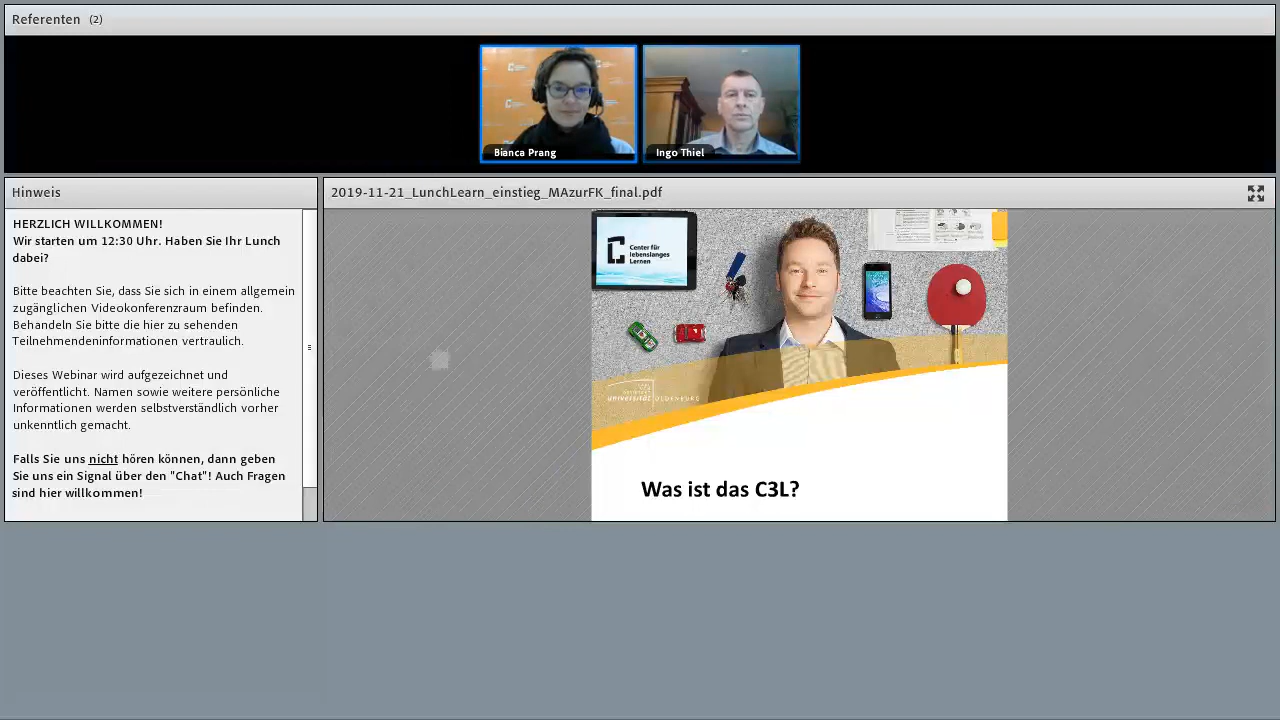 Referenten (2)
Bianca Prang
Ingo Thiel
Hinweis
HERZLICH WILLKOMMEN!
Wir starten um 12:30 Uhr. Haben Sie Ihr Lunch
dabei?
Bitte beachten Sie, dass Sie sich in einem allgemein
zugänglichen Videokonferenzraum befinden.
Behandeln Sie bitte die hier zu sehenden
Teilnehmendeninformationen vertraulich.
Dieses Webinar wird aufgezeichnet und
veröffentlicht. Namen sowie weitere persönliche
Informationen werden selbstverständlich vorher
unkenntlich gemacht.
Falls Sie uns nicht hören können, dann geben
Sie uns ein Signal über den "Chat"! Auch Fragen
sind hier willkommen!
2019-11-21_LunchLearn_einstieg_MAzurFK_final.pdf
Center für
lebenslanges
Lernen
universität OLDENBURG
Was ist das C3L?